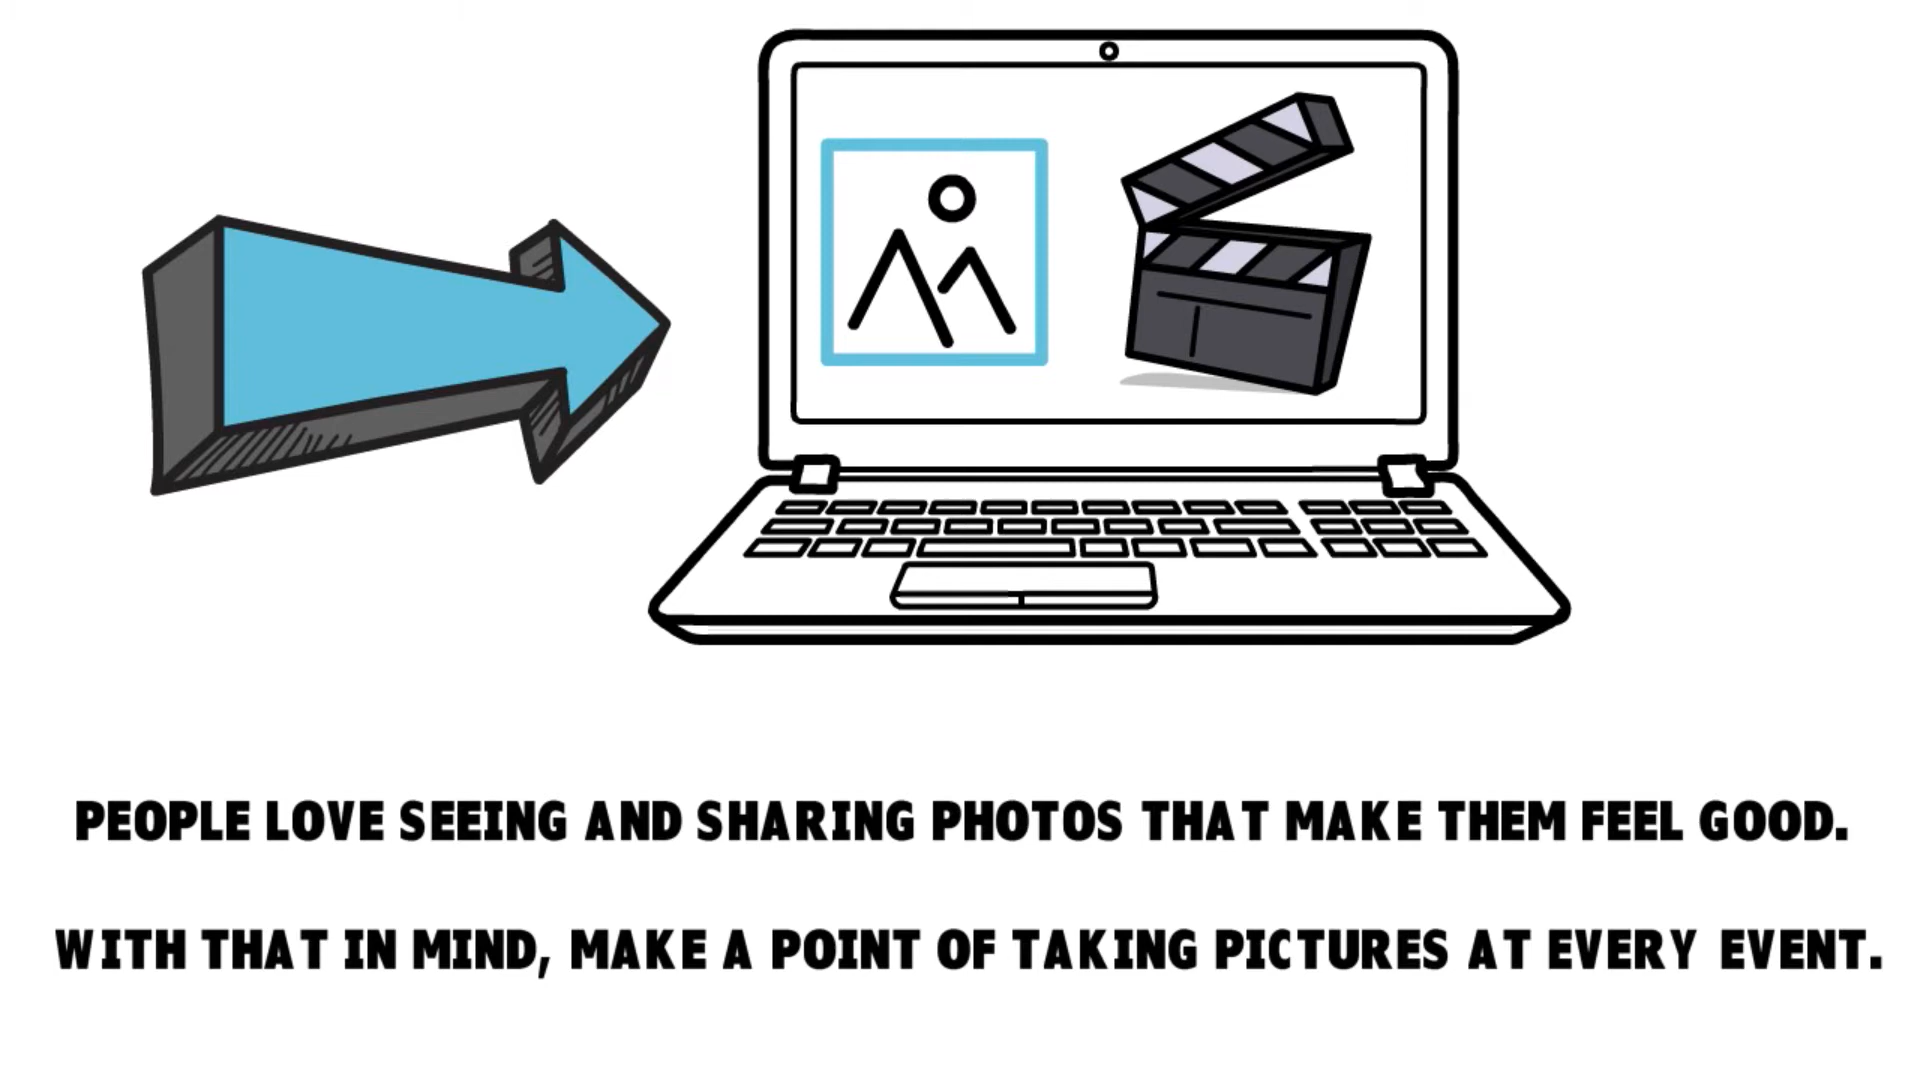 PEOPLE LOVE SEEING AND SHARING PHOTOS THAT MAKE THEM FEEL GOOD.
WITH THAT IN MIND, MAKE A POINT OF TAKING PICTURES AT EVERY EVENT.